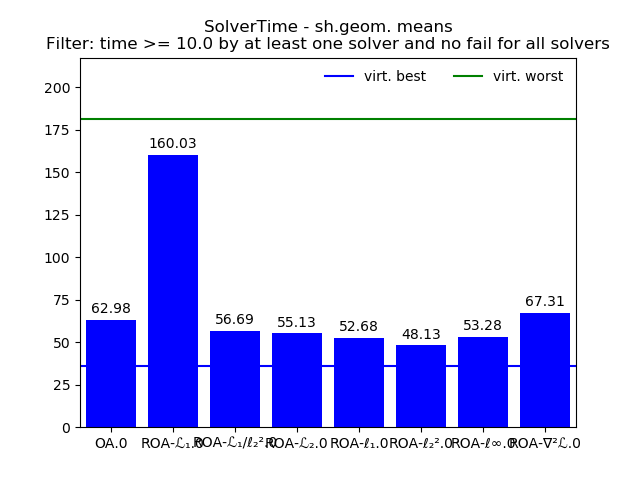 SolverTime - sh.geom. means
Filter: time >= 10.0 by at least one solver and no fail for all solvers
virt. best virt. worst
200
175
150
125
100
75
50
25
0
62.98 160.03 56.69 55.13 52.68 48.13 53.28 67.31
OA.0 ROA-ℒ₁.0 ROA-ℒ₁/ℓ₂².0 ROA-ℒ₂.0 ROA-ℓ₁.0 ROA-ℓ₂².0 ROA-ℓ∞.0 ROA-∇²ℒ.0